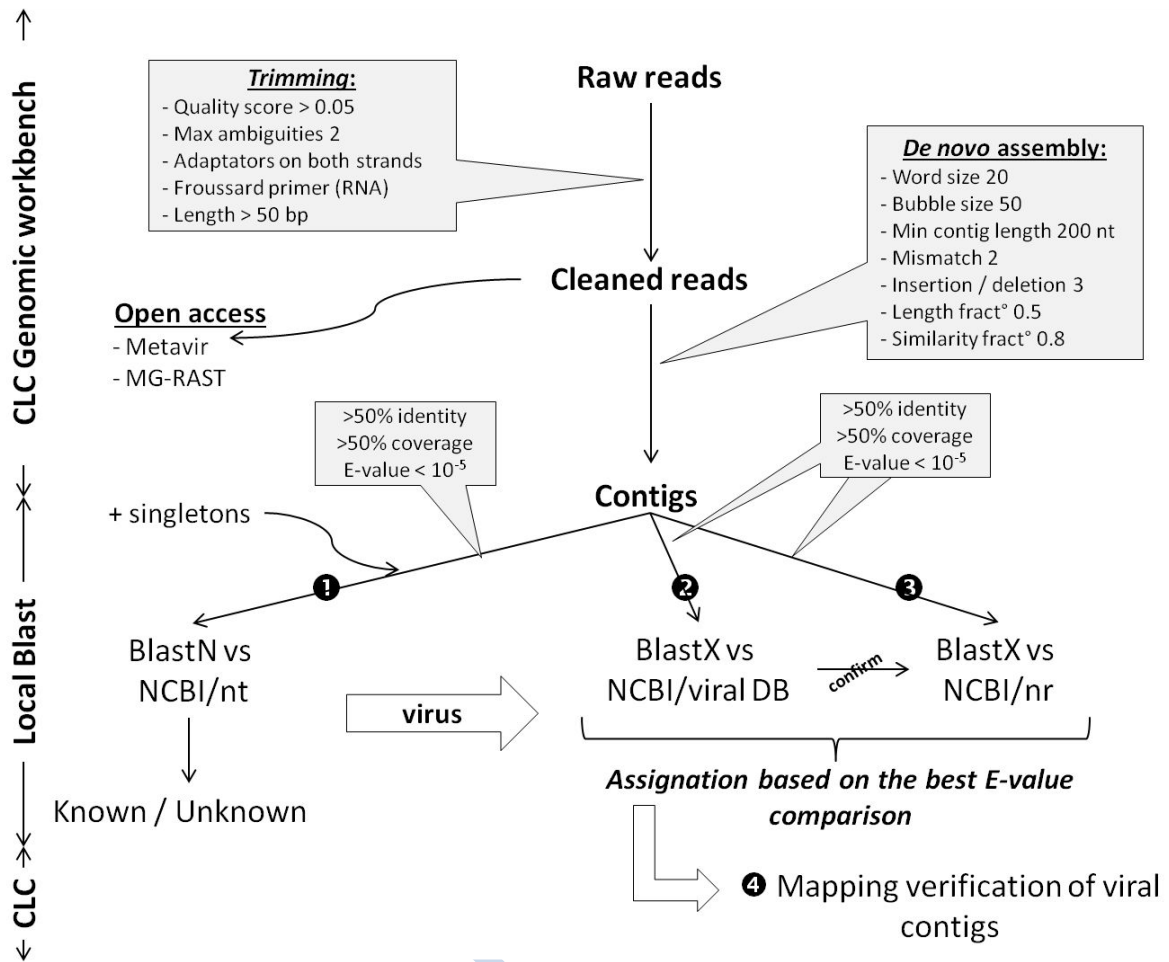 CLC Genomic workbench
Local Blast
CLC
Raw reads
Trimming:
- Quality score > 0.05
- Max ambiguities 2
- Adaptators on both strands
- Froussard primer (RNA)
- Length > 50 bp
De novo assembly:
- Word size 20
- Bubble size 50
- Min contig length 200 nt
- Mismatch 2
- Insertion / deletion 3
- Length fract° 0.5
- Similarity fract° 0.8
Cleaned reads
Open access
- Metavir
- MG-RAST
>50% identity
>50% coverage
E-value < 10⁻⁵
>50% identity
>50% coverage
E-value < 10⁻⁵
Contigs
+ singletons
❶
❷
❸
BlastN vs
NCBI/nt
BlastX vs
NCBI/viral DB
confirm
BlastX vs
NCBI/nr
virus
Known / Unknown
Assignation based on the best E-value
comparison
❹ Mapping verification of viral
contigs